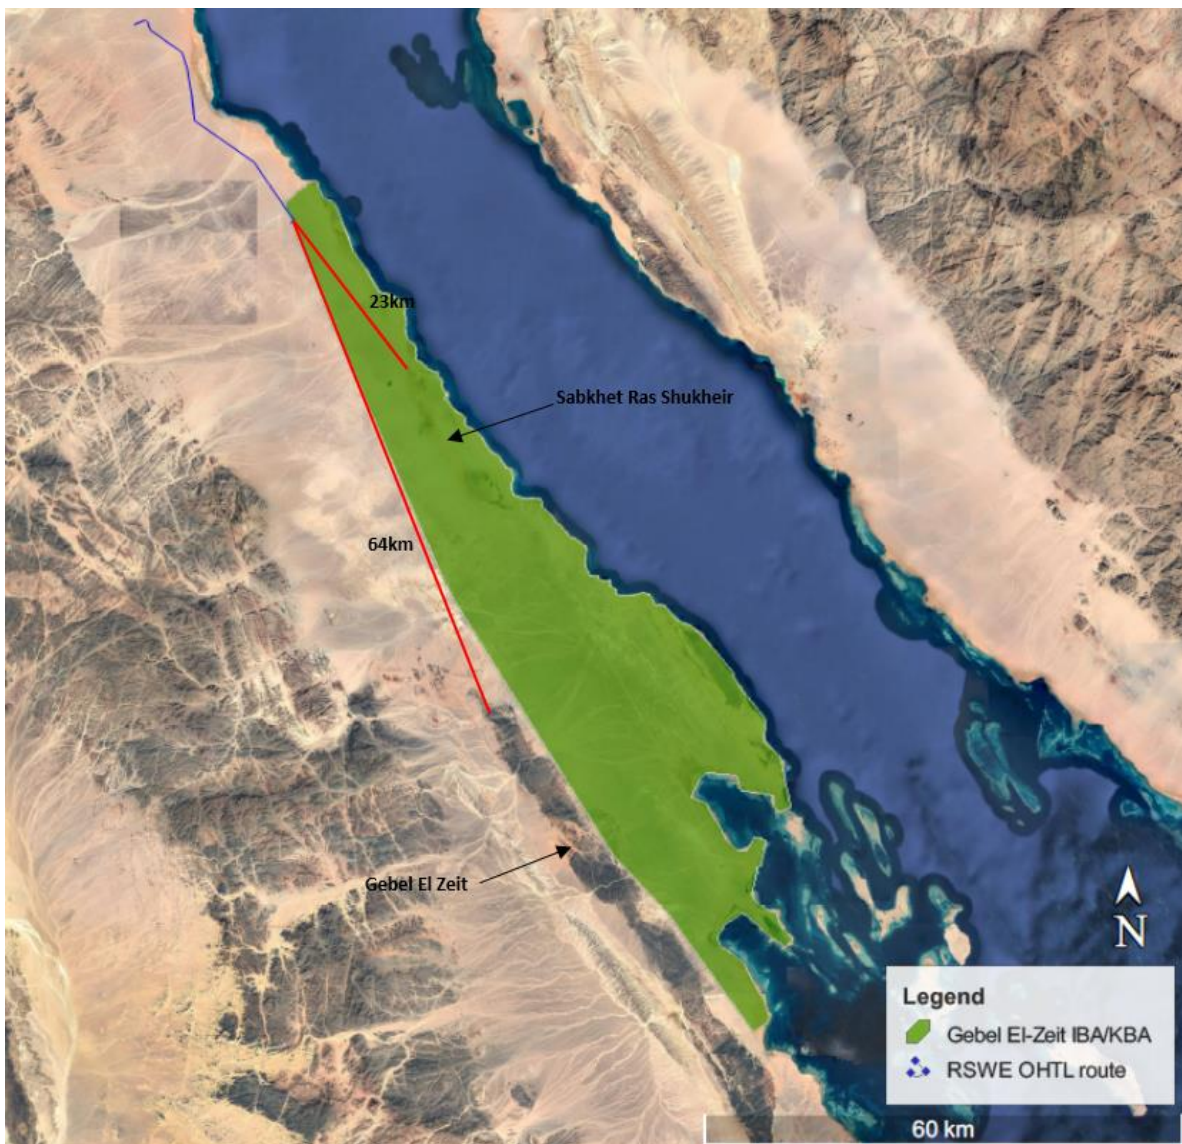 23km
Sabkhet Ras Shukheir
64km
Gebel El Zeit
N
Legend
Gebel El-Zeit IBA/KBA
RSWE OHTL route
60 km